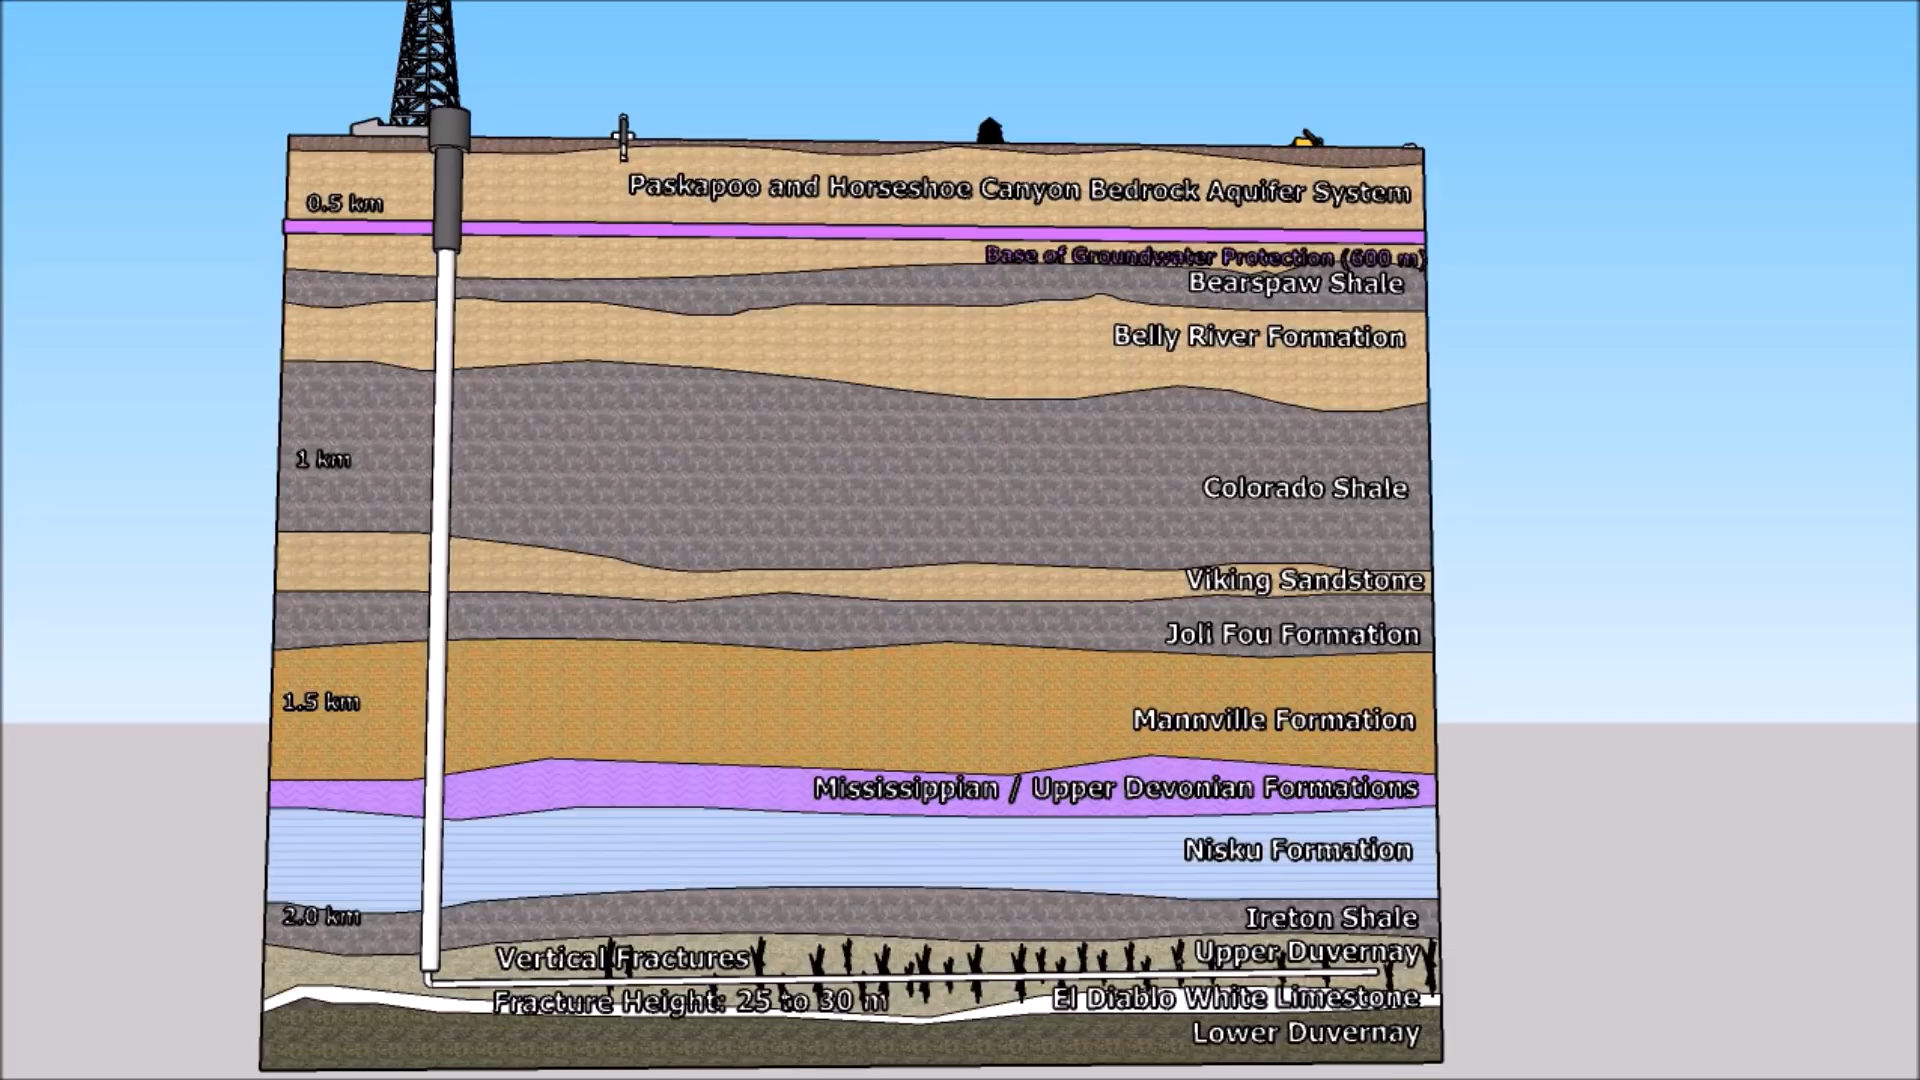 Paskapoo and Horseshoe Canyon Bedrock Aquifer System
0.5 km
Base of Groundwater Protection (600 m)
Bearspaw Shale
Belly River Formation
1 km
Colorado Shale
Viking Sandstone
Joli Fou Formation
1.5 km
Mannville Formation
Mississippian / Upper Devonian Formations
Nisku Formation
2.0 km
Ireton Shale
Vertical Fractures
Upper Duvernay
Fracture Height: 25 to 30 m
El Diablo White Limestone
Lower Duvernay